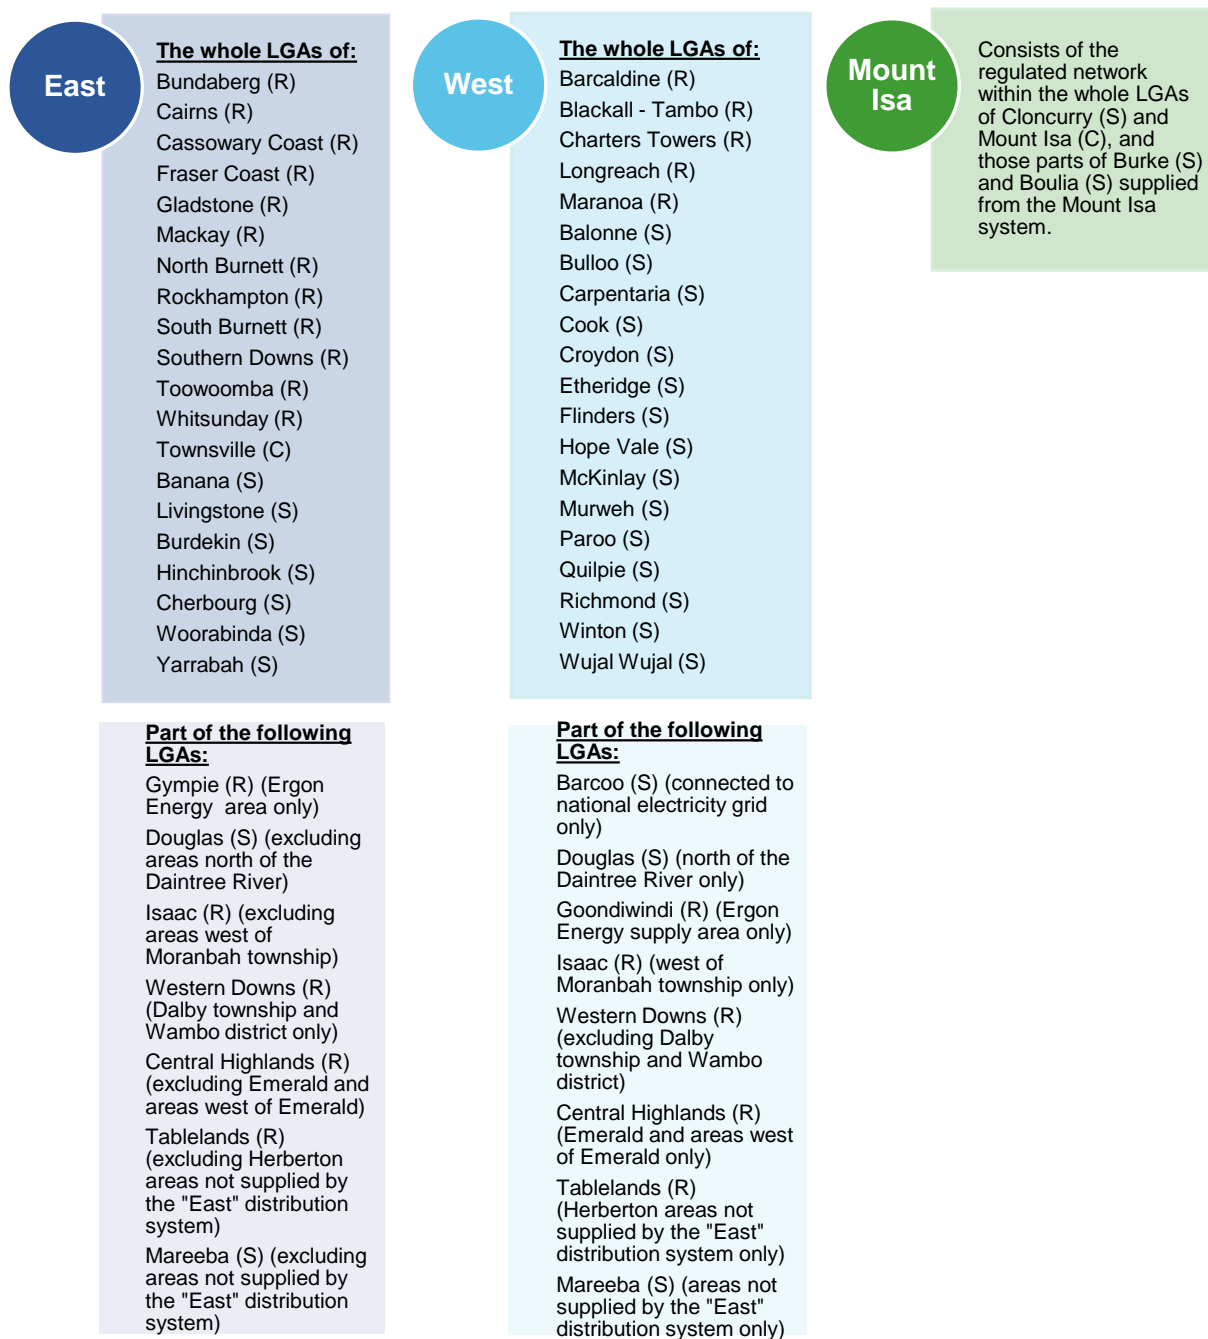 East
The whole LGAs of:
Bundaberg (R)
Cairns (R)
Cassowary Coast (R)
Fraser Coast (R)
Gladstone (R)
Mackay (R)
North Burnett (R)
Rockhampton (R)
South Burnett (R)
Southern Downs (R)
Toowoomba (R)
Whitsunday (R)
Townsville (C)
Banana (S)
Livingstone (S)
Burdekin (S)
Hinchinbrook (S)
Cherbourg (S)
Woorabinda (S)
Yarrabah (S)
Part of the following
LGAs:
Gympie (R) (Ergon
Energy area only)
Douglas (S) (excluding
areas north of the
Daintree River)
Isaac (R) (excluding
areas west of
Moranbah township)
Western Downs (R)
(Dalby township and
Wambo district only)
Central Highlands (R)
(excluding Emerald and
areas west of Emerald)
Tablelands (R)
(excluding Herberton
areas not supplied by
the "East" distribution
system)
Mareeba (S) (excluding
areas not supplied by
the "East" distribution
system)
West
The whole LGAs of:
Barcaldine (R)
Blackall - Tambo (R)
Charters Towers (R)
Longreach (R)
Maranoa (R)
Balonne (S)
Bulloo (S)
Carpentaria (S)
Cook (S)
Croydon (S)
Etheridge (S)
Flinders (S)
Hope Vale (S)
McKinlay (S)
Murweh (S)
Paroo (S)
Quilpie (S)
Richmond (S)
Winton (S)
Wujal Wujal (S)
Part of the following
LGAs:
Barcoo (S) (connected to
national electricity grid
only)
Douglas (S) (north of the
Daintree River only)
Goondiwindi (R) (Ergon
Energy supply area only)
Isaac (R) (west of
Moranbah township only)
Western Downs (R)
(excluding Dalby
township and Wambo
district)
Central Highlands (R)
(Emerald and areas west
of Emerald only)
Tablelands (R)
(Herberton areas not
supplied by the "East"
distribution system only)
Mareeba (S) (areas not
supplied by the "East"
distribution system only)
Mount
Isa
Consists of the
regulated network
within the whole LGAs
of Cloncurry (S) and
Mount Isa (C), and
those parts of Burke (S)
and Boulia (S) supplied
from the Mount Isa
system.